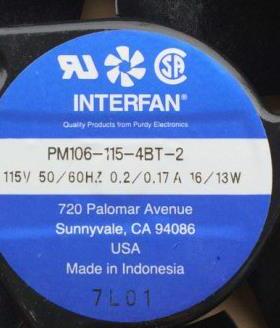 INTERFAN®
Quality Products from Purdy Electronics
PM106-115-4BT-2
115V 50/60HZ 0.2/0.17A 16/13W
720 Palomar Avenue
Sunnyvale, CA 94086
USA
Made in Indonesia
7L01